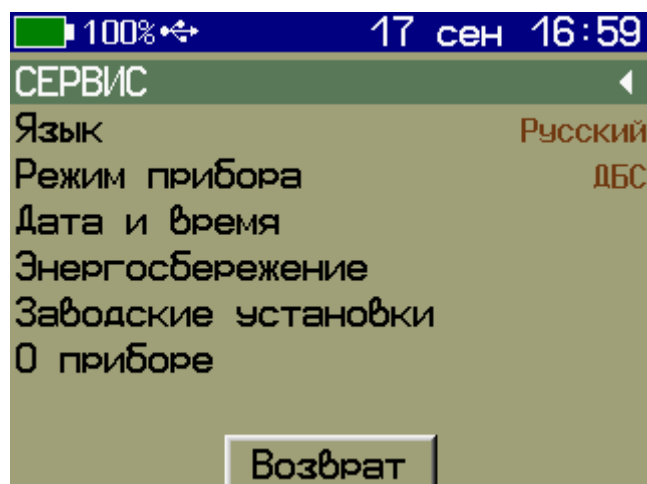 100% 17 сен 16:59
СЕРВИС
Язык Русский
Режим прибора ДБС
Дата и время
Энергосбережение
Заводские установки
О приборе
Возврат